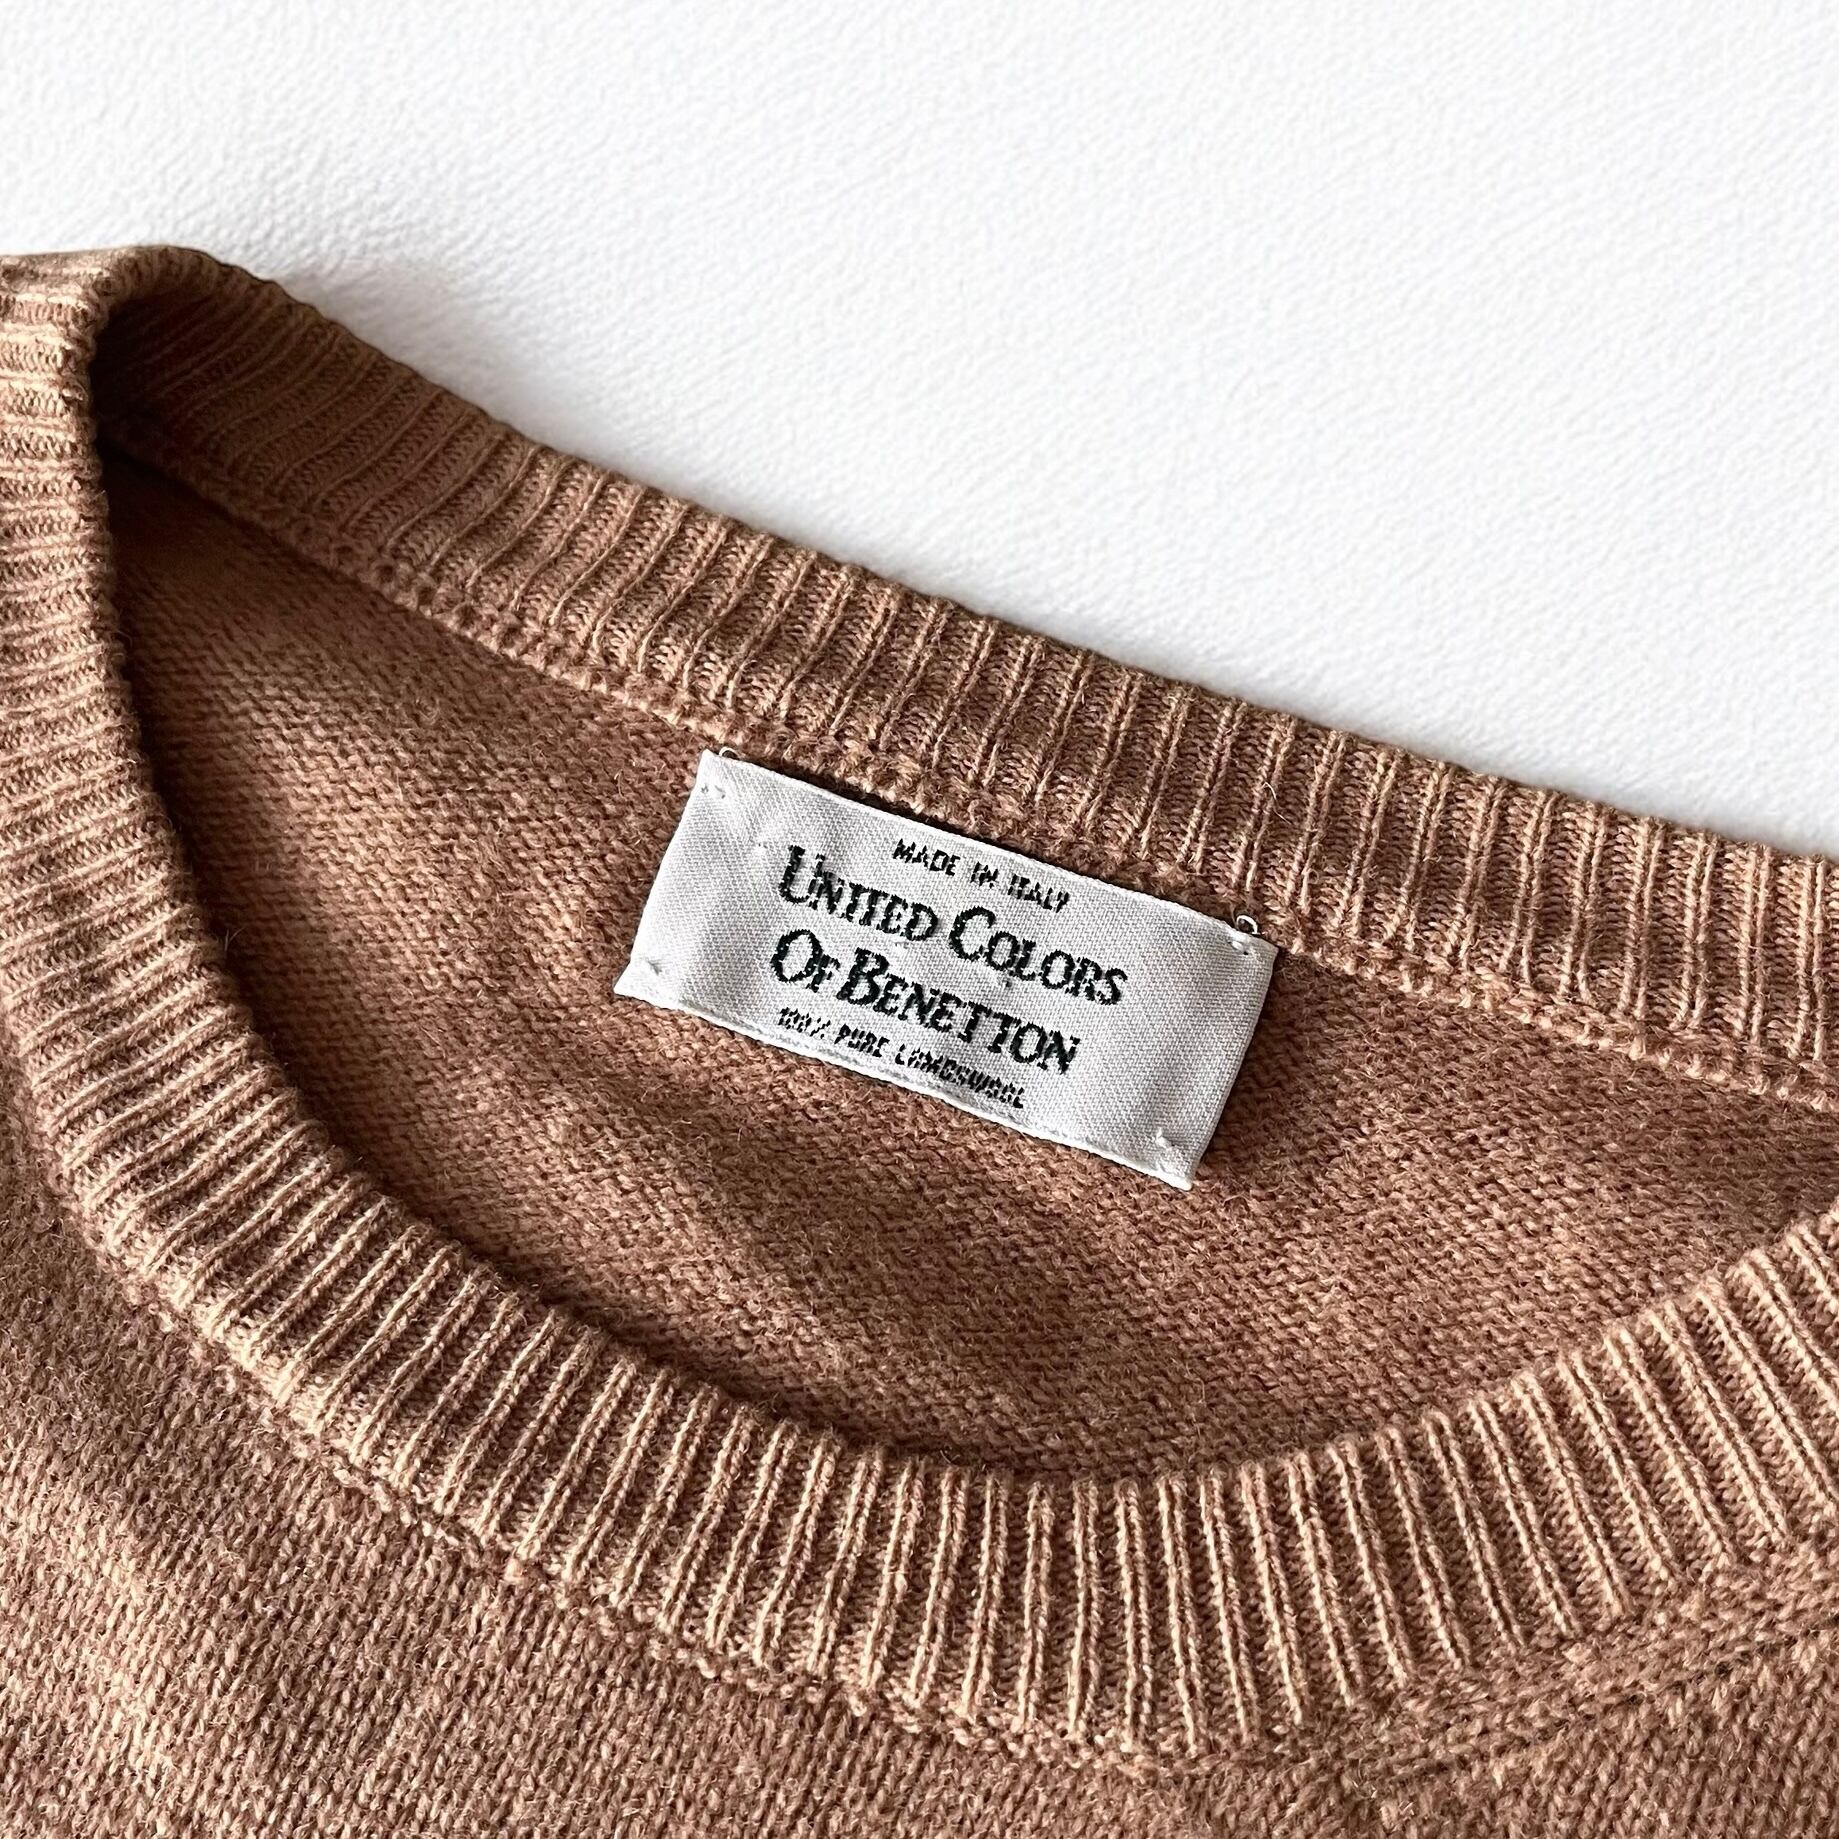 MADE IN ITALY
UNITED COLORS
OF BENETTON
100% PURE LAMBSWOOL